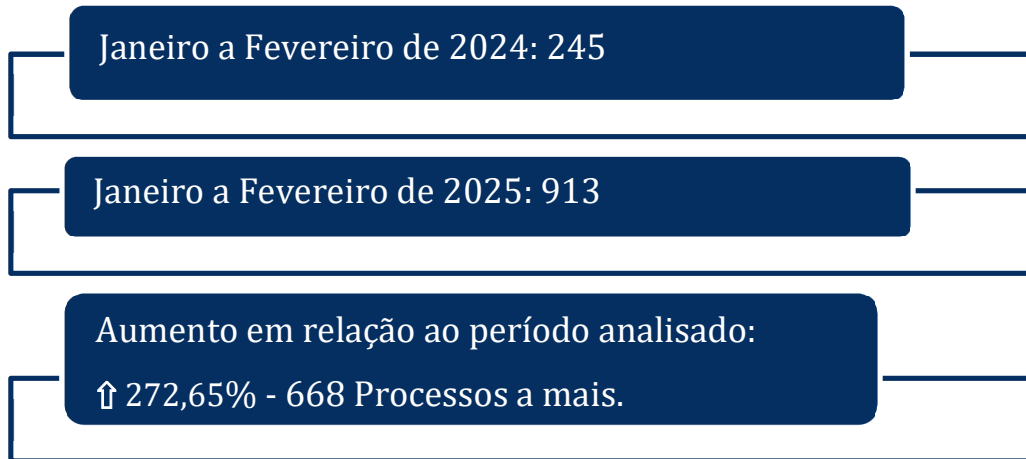 Janeiro a Fevereiro de 2024: 245
Janeiro a Fevereiro de 2025: 913
Aumento em relação ao período analisado:
⇧ 272,65% - 668 Processos a mais.